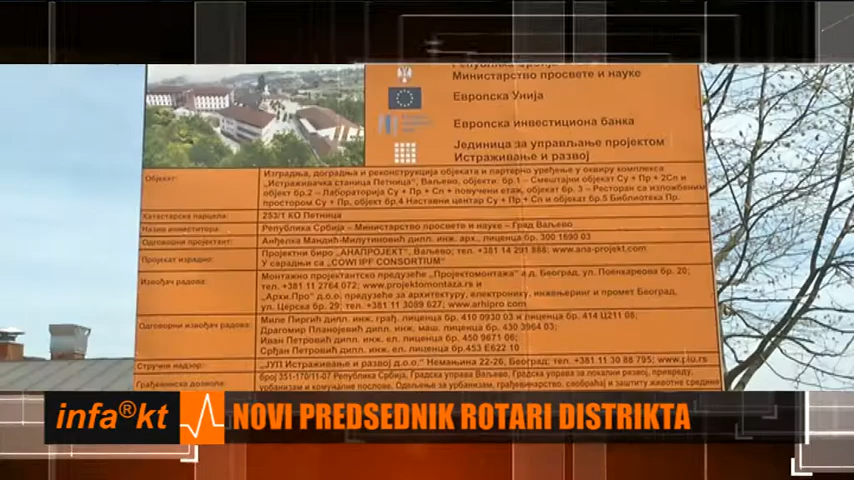 Министарство просвете и науке
Европска Унија
Европска инвестициона банка
Јединица за управљање пројектом
Истраживање и развој
Објекат: Изградња, доградња и реконструкција објеката и партерно уређење у оквиру комплекса
„Истраживачка станица Петница", Ваљево, објекти: бр.1 – Смештајни објекат Су + Пр + 2Сп и
објект бр.2 – Лабораторија Су + Пр + Сп + повучени етаж, објекат бр. 3 – Ресторан са изложбеним
простором Су + Пр, објект бр.4 Наставни центар Су + Пр + Сп и објекат бр.5 Библиотека Пр.
Катастарска парцела: 253/1 КО Петница
Назив инвеститора: Република Србија – Министарство просвете и науке – Град Ваљево
Одговорни пројектант: Анђелка Мандић-Милутиновић дипл. инж. арх., лиценца бр. 300 1690 03
Пројекат израдио: Пројектни биро „АНАПРОЈЕКТ", Ваљево; тел. +381 14 291 888; www.ana-projekt.com
У сарадњи са „COWI IPF CONSORTIUM"
Извођач радова: Монтажно пројектантско предузеће „Пројектомонтажа" а.д. Београд, ул. Поенкареова бр. 20;
тел. +381 11 2764 072; www.projektomontaza.rs и
„Архи.Про" д.о.о. предузеће за архитектуру, електронику, инжењеринг и промет Београд,
ул. Церска бр. 29; тел. +381 11 3089 627; www.arhipro.com
Одговорни извођач радова: Миле Пиргић дипл. инж. грађ. лиценца бр. 410 0930 03 и лиценца бр. 414 Ц211 08;
Драгомир Планојевић дипл. инж. маш. лиценца бр. 430 3964 03;
Иван Петровић дипл. инж. ел. лиценца бр. 450 9671 06;
Срђан Петровић дипл. инж. ел. лиценца бр.453 Е622 10
Стручни надзор: „ЈУП Истраживање и развој д.о.о." Немањина 22-26, Београд; тел. +381 11 30 88 795; www.piu.rs
Грађевинска дозвола: број 351-170/11-07 Република Србија, Градска управа Ваљево, Градска управа за локални развој, привреду,
урбанизам и комуналне послове, Одељење за урбанизам, грађевинарство, саобраћај и заштиту животне средине
infa®kt
NOVI PREDSEDNIK ROTARI DISTRIKTA